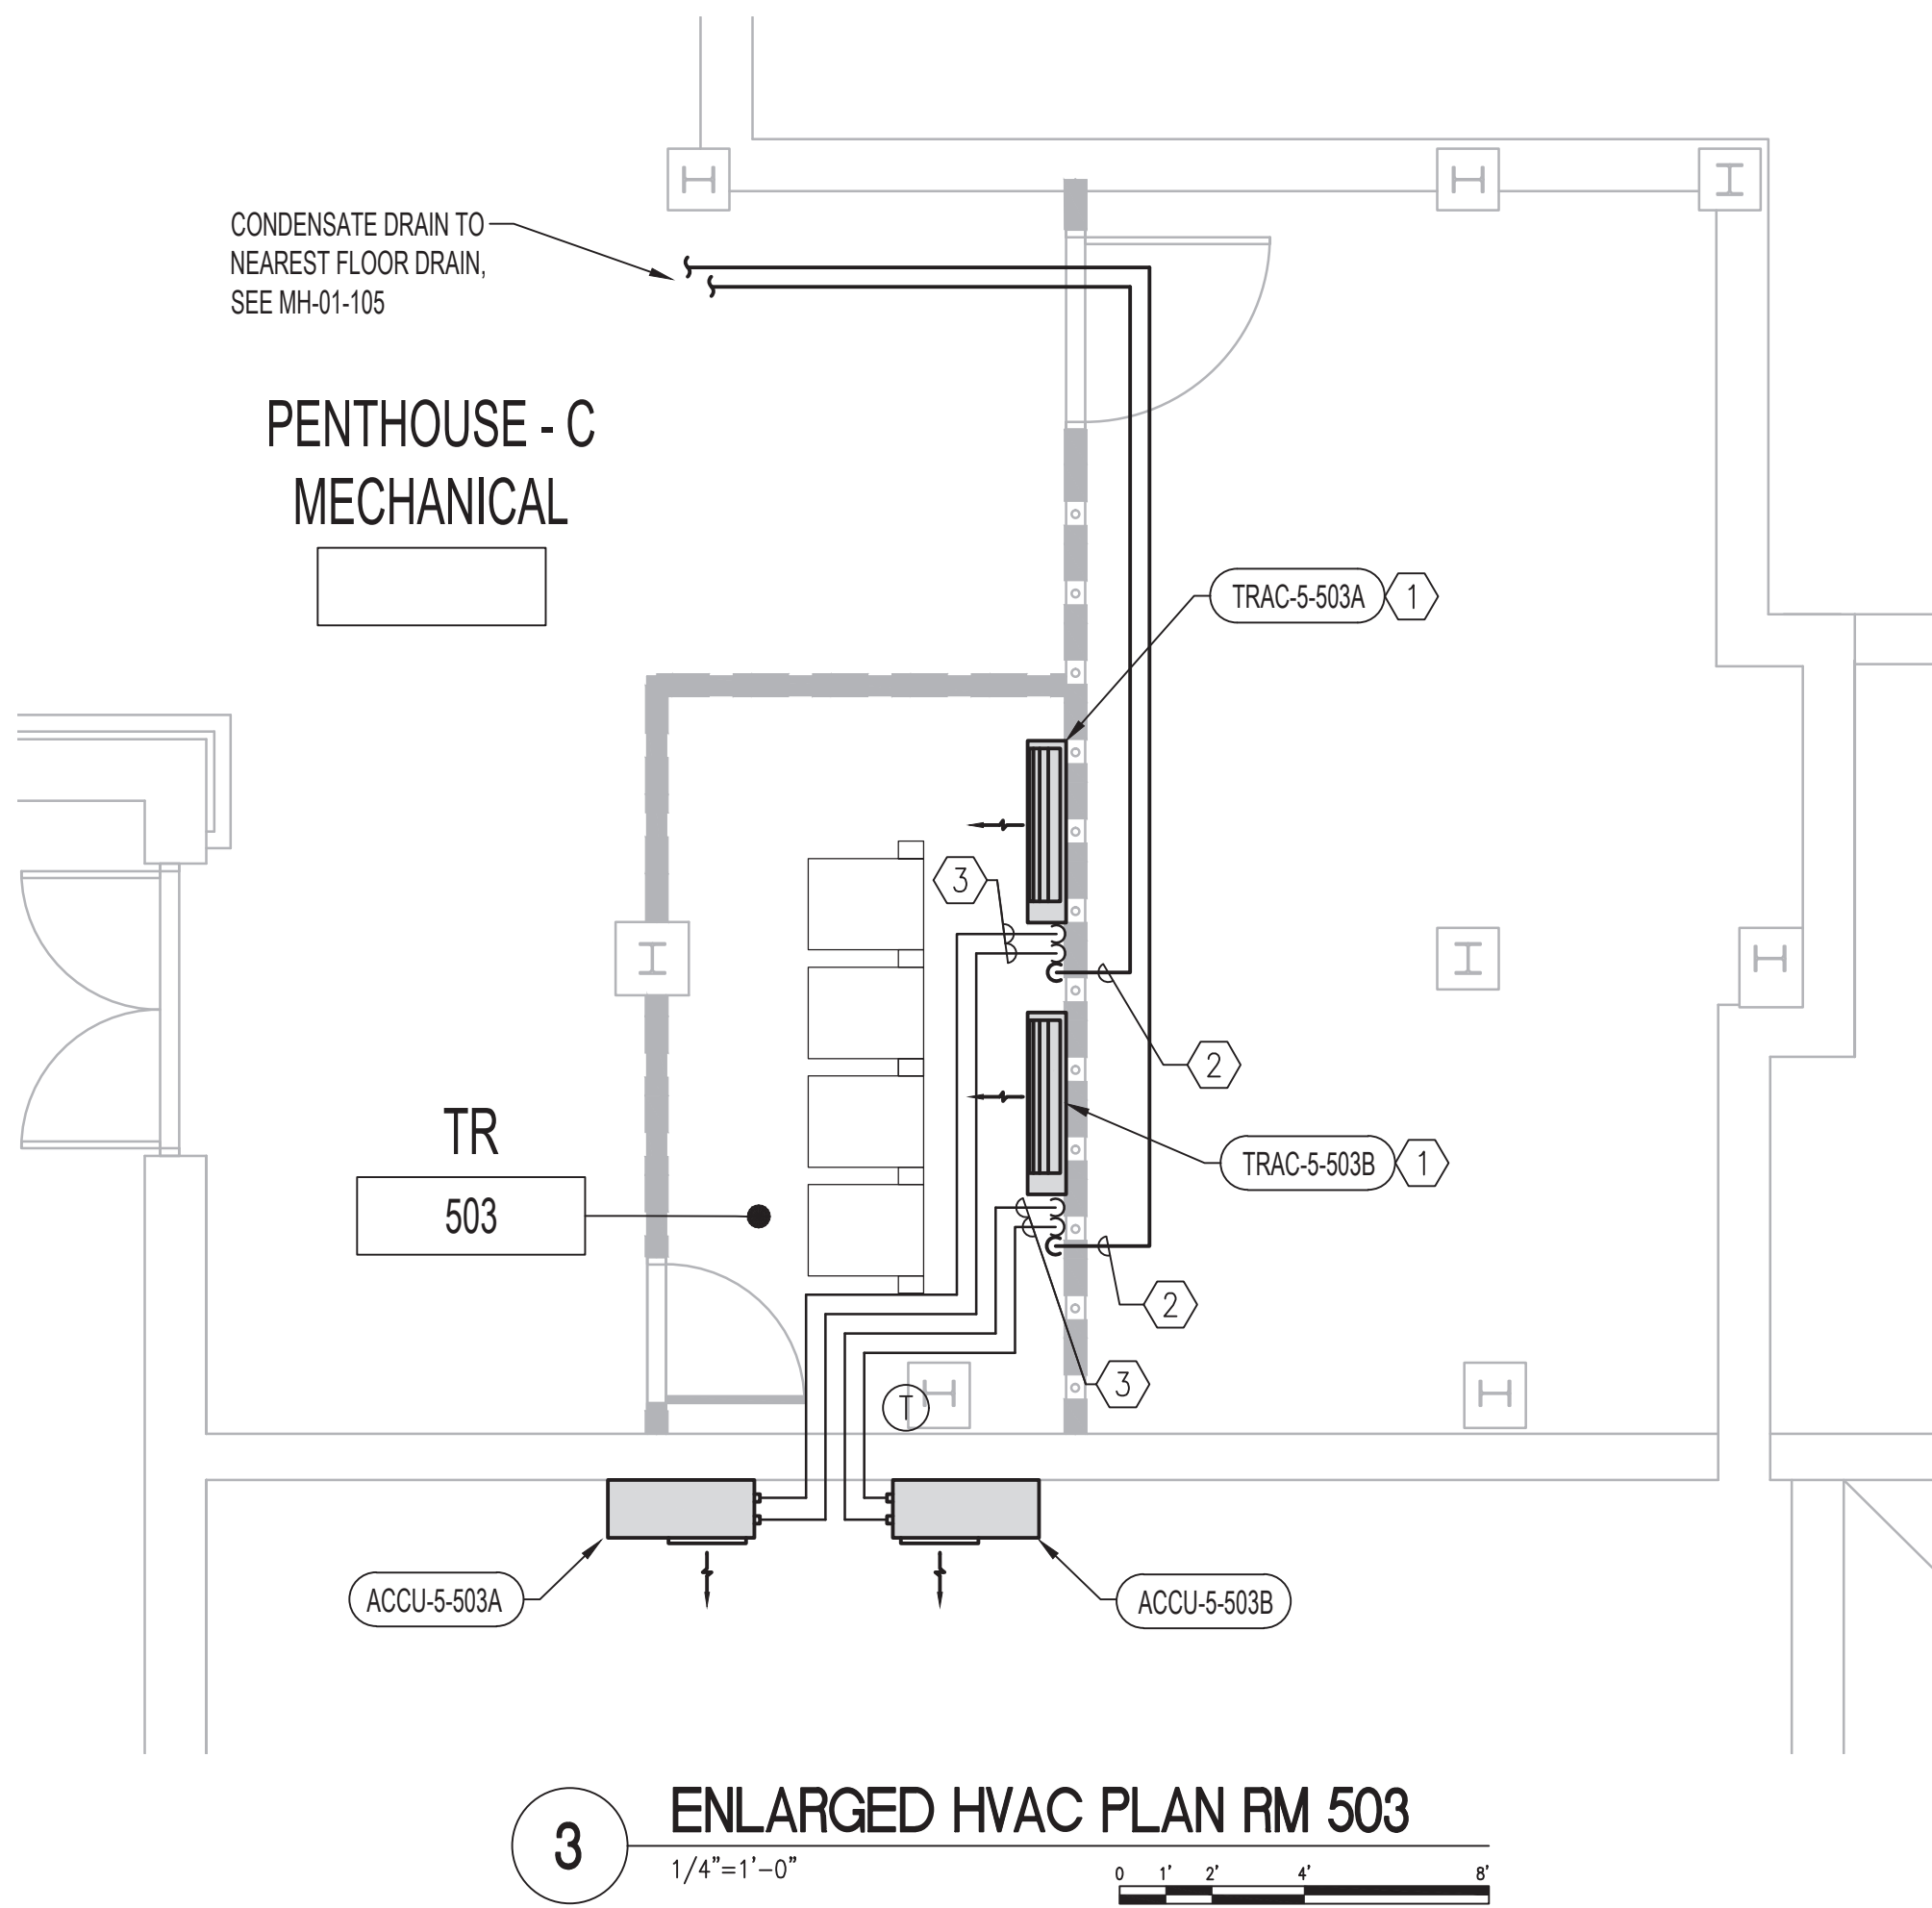 CONDENSATE DRAIN TO
NEAREST FLOOR DRAIN,
SEE MH-01-105
PENTHOUSE - C
MECHANICAL
TRAC-5-503A
1
3
2
TR
503
TRAC-5-503B
1
2
3
T
ACCU-5-503A
ACCU-5-503B
3
ENLARGED HVAC PLAN RM 503
1/4"=1'-0"
0 1' 2' 4' 8'